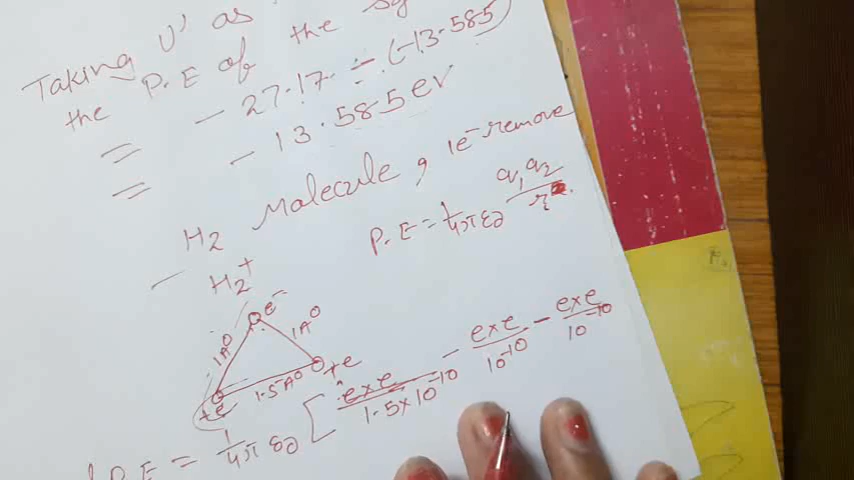 Taking U' as
the P.E of the sy
= - 27.17 - (-13.585)
= - 13.585 eV
H2 Molecule, 1e- remove
- H2+
P.E = 1/4πε0 q1q2/r
e-
1A° 1A°
+e 1.5A° +e
P.E = 1/4πε0 [ e×e/1.5×10^-10 - e×e/10^-10 - e×e/10^-10